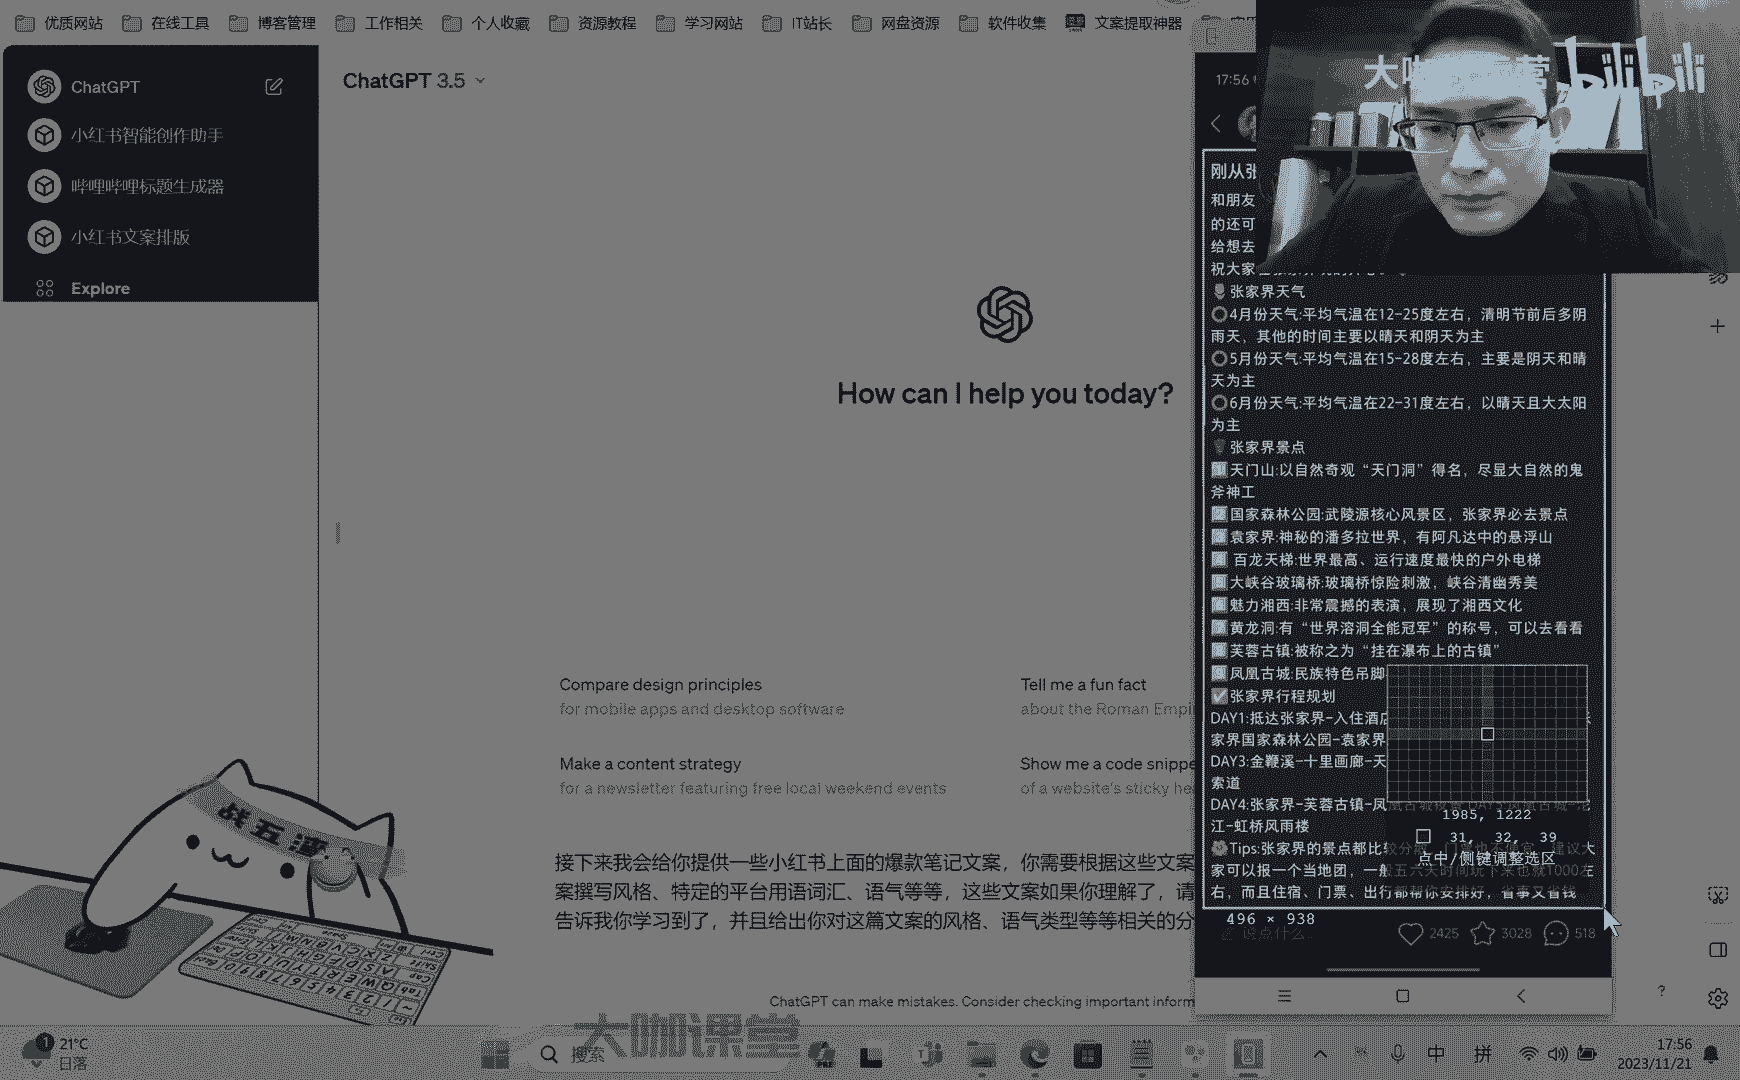 优质网站
在线工具
博客管理
工作相关
个人收藏
资源教程
学习网站
IT站长
网盘资源
软件收集
文案提取神器
ChatGPT
小红书智能创作助手
哔哩哔哩标题生成器
小红书文案排版
Explore
ChatGPT 3.5
How can I help you today?
Compare design principles
for mobile apps and desktop software
Tell me a fun fact
about the Roman Empi
Make a content strategy
for a newsletter featuring free local weekend events
Show me a code snippe
of a website's sticky he
接下来我会给你提供一些小红书上面的爆款笔记文案，你需要根据这些文案
案撰写风格、特定的平台用语词汇、语气等等，这些文案如果你理解了，请
告诉我你学习到了，并且给出你对这篇文案的风格、语气类型等等相关的分
ChatGPT can make mistakes. Consider checking important inform
17:56
bilibili
刚从张
和朋友
的还可
给想去
祝大家
张家界天气
4月份天气:平均气温在12-25度左右，清明节前后多阴
雨天，其他的时间主要以晴天和阴天为主
5月份天气:平均气温在15-28度左右，主要是阴天和晴
天为主
6月份天气:平均气温在22-31度左右，以晴天且大太阳
为主
张家界景点
天门山:以自然奇观“天门洞”得名，尽显大自然的鬼
斧神工
国家森林公园:武陵源核心风景区，张家界必去景点
袁家界:神秘的潘多拉世界，有阿凡达中的悬浮山
百龙天梯:世界最高、运行速度最快的户外电梯
大峡谷玻璃桥:玻璃桥惊险刺激，峡谷清幽秀美
魅力湘西:非常震撼的表演，展现了湘西文化
黄龙洞:有“世界溶洞全能冠军”的称号，可以去看看
芙蓉古镇:被称之为“挂在瀑布上的古镇”
凤凰古城:民族特色吊脚
张家界行程规划
DAY1:抵达张家界-入住酒店
家界国家森林公园-袁家界
DAY3:金鞭溪-十里画廊-天
索道
DAY4:张家界-芙蓉古镇-凤
江-虹桥风雨楼
Tips:张家界的景点都比较分散，门票也不便宜，建议大
家可以报一个当地团，一般五六天时间玩下来也就1000左
右，而且住宿、门票、出行都帮你安排好，省事又省钱
1985, 1222
31, 32, 39
点中/侧键调整选区
496 × 938
说点什么...
2425
3028
518
战五渣
大咖课堂
1
21°C
日落
搜索
中
拼
17:56
2023/11/21